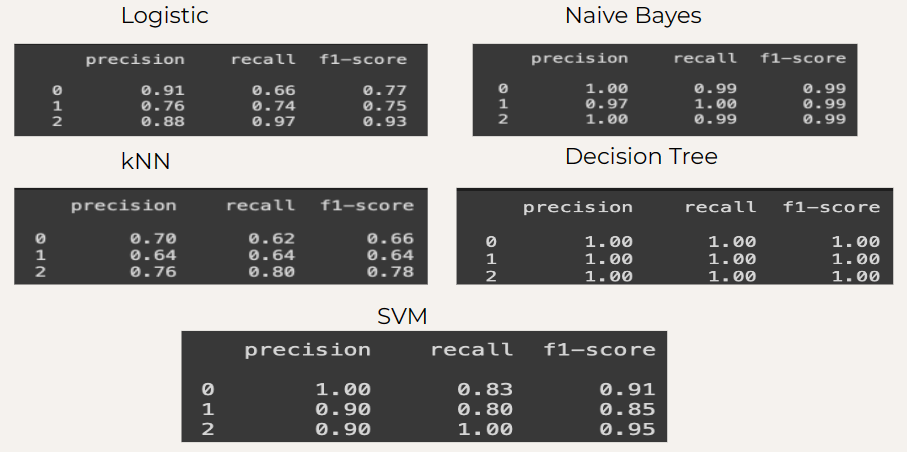 Logistic
precision recall f1-score
0 0.91 0.66 0.77
1 0.76 0.74 0.75
2 0.88 0.97 0.93
Naive Bayes
precision recall f1-score
0 1.00 0.99 0.99
1 0.97 1.00 0.99
2 1.00 0.99 0.99
kNN
precision recall f1-score
0 0.70 0.62 0.66
1 0.64 0.64 0.64
2 0.76 0.80 0.78
Decision Tree
precision recall f1-score
0 1.00 1.00 1.00
1 1.00 1.00 1.00
2 1.00 1.00 1.00
SVM
precision recall f1-score
0 1.00 0.83 0.91
1 0.90 0.80 0.85
2 0.90 1.00 0.95